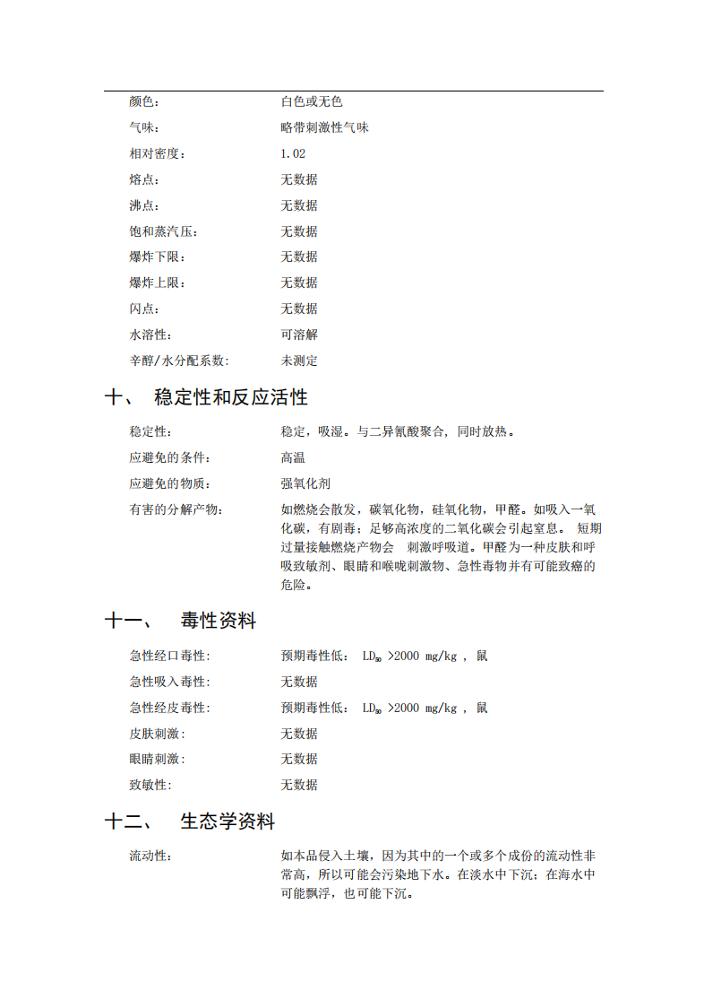 颜色： 白色或无色
气味： 略带刺激性气味
相对密度： 1.02
熔点： 无数据
沸点： 无数据
饱和蒸汽压： 无数据
爆炸下限： 无数据
爆炸上限： 无数据
闪点： 无数据
水溶性： 可溶解
辛醇/水分配系数： 未测定
十、 稳定性和反应活性
稳定性： 稳定，吸湿。与二异氰酸聚合，同时放热。
应避免的条件： 高温
应避免的物质： 强氧化剂
有害的分解产物： 如燃烧会散发，碳氧化物，硅氧化物，甲醛。如吸入一氧
化碳，有剧毒；足够高浓度的二氧化碳会引起窒息。 短期
过量接触燃烧产物会 刺激呼吸道。甲醛为一种皮肤和呼
吸致敏剂、眼睛和喉咙刺激物、急性毒物并有可能致癌的
危险。
十一、 毒性资料
急性经口毒性： 预期毒性低： LD₅₀ >2000 mg/kg , 鼠
急性吸入毒性： 无数据
急性经皮毒性： 预期毒性低： LD₅₀ >2000 mg/kg , 鼠
皮肤刺激： 无数据
眼睛刺激： 无数据
致敏性： 无数据
十二、 生态学资料
流动性： 如本品侵入土壤，因为其中的一个或多个成份的流动性非
常高，所以可能会污染地下水。在淡水中下沉；在海水中
可能飘浮，也可能下沉。